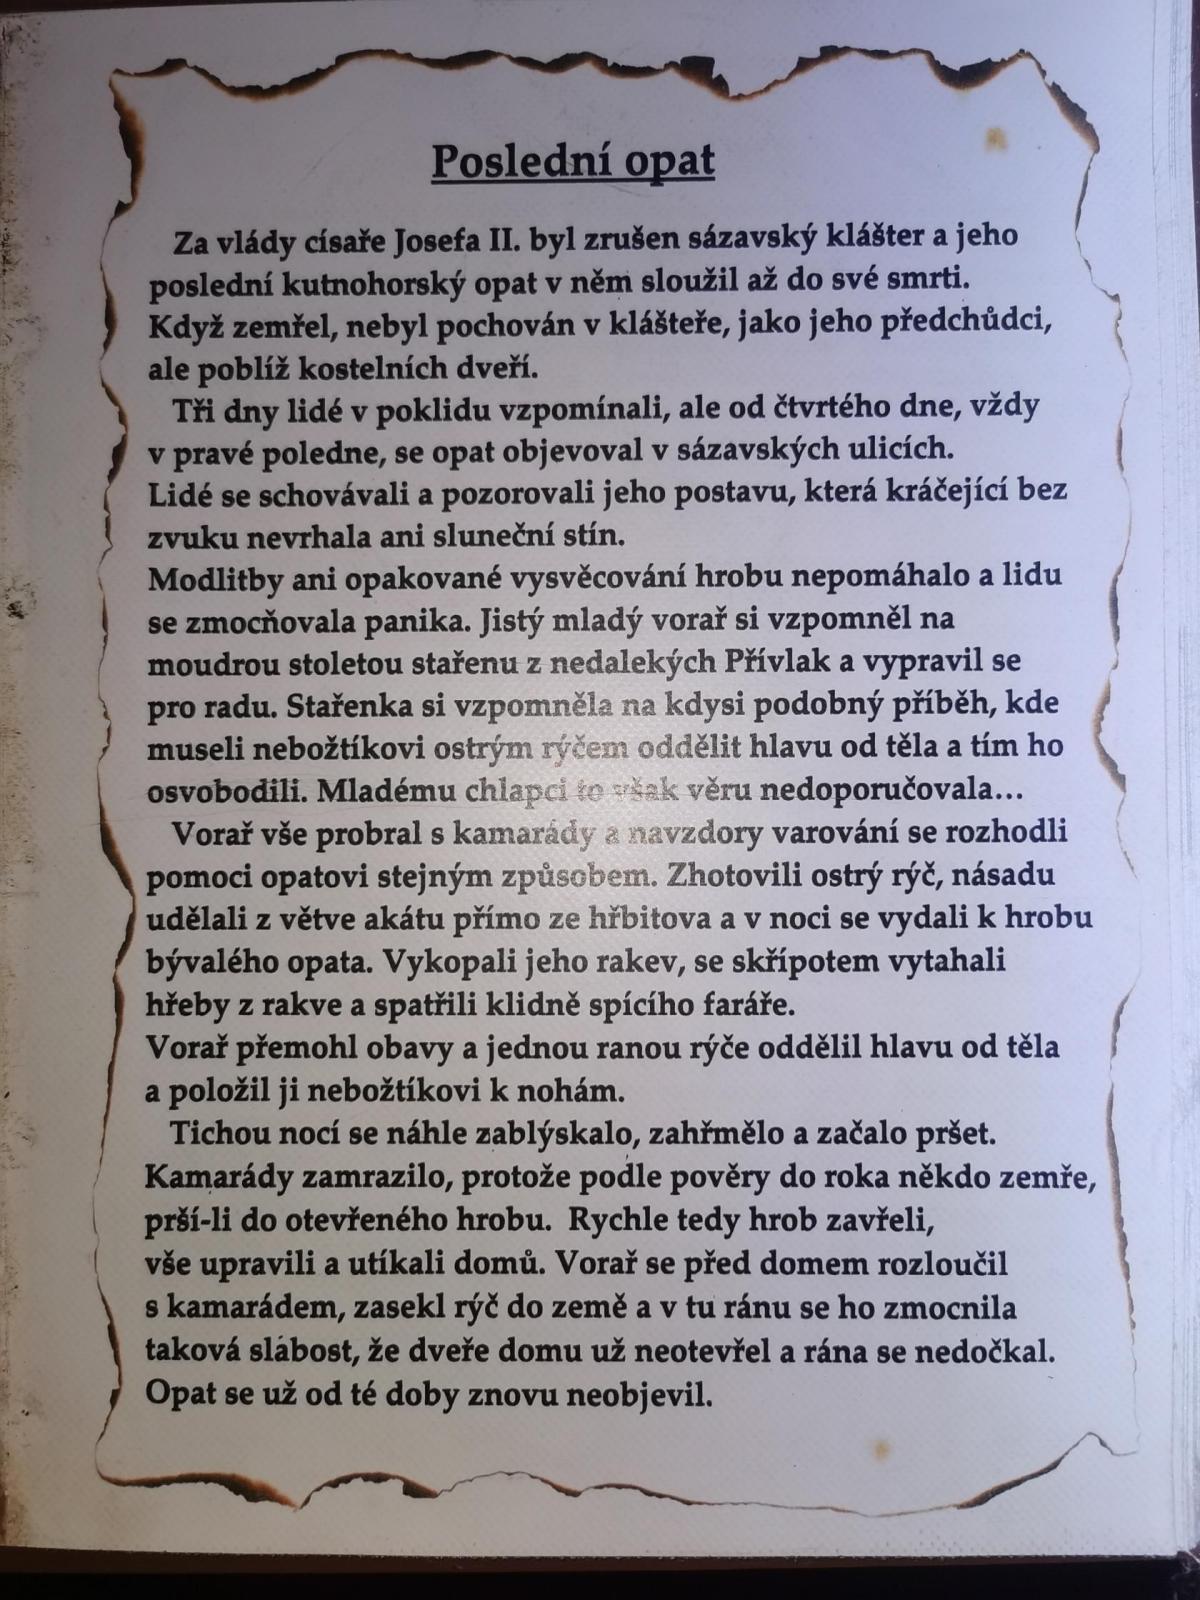 Poslední opat
Za vlády císaře Josefa II. byl zrušen sázavský klášter a jeho
poslední kutnohorský opat v něm sloužil až do své smrti.
Když zemřel, nebyl pochován v klášteře, jako jeho předchůdci,
ale poblíž kostelních dveří.
Tři dny lidé v poklidu vzpomínali, ale od čtvrtého dne, vždy
v pravé poledne, se opat objevoval v sázavských ulicích.
Lidé se schovávali a pozorovali jeho postavu, která kráčející bez
zvuku nevrhala ani sluneční stín.
Modlitby ani opakované vysvěcování hrobu nepomáhalo a lidu
se zmocňovala panika. Jistý mladý vorař si vzpomněl na
moudrou stoletou stařenu z nedalekých Přívlak a vypravil se
pro radu. Stařenka si vzpomněla na kdysi podobný příběh, kde
museli nebožtíkovi ostrým rýčem oddělit hlavu od těla a tím ho
osvobodili. Mladému chlapci to však věru nedoporučovala...
Vorař vše probral s kamarády a navzdory varování se rozhodli
pomoci opatovi stejným způsobem. Zhotovili ostrý rýč, násadu
udělali z větve akátu přímo ze hřbitova a v noci se vydali k hrobu
bývalého opata. Vykopali jeho rakev, se skřípotem vytahali
hřeby z rakve a spatřili klidně spícího faráře.
Vorař přemohl obavy a jednou ranou rýče oddělil hlavu od těla
a položil ji nebožtíkovi k nohám.
Tichou nocí se náhle zablýskalo, zahřmělo a začalo pršet.
Kamarády zamrazilo, protože podle pověry do roka někdo zemře,
prší-li do otevřeného hrobu. Rychle tedy hrob zavřeli,
vše upravili a utíkali domů. Vorař se před domem rozloučil
s kamarádem, zasekl rýč do země a v tu ránu se ho zmocnila
taková slabost, že dveře domu už neotevřel a rána se nedočkal.
Opat se už od té doby znovu neobjevil.